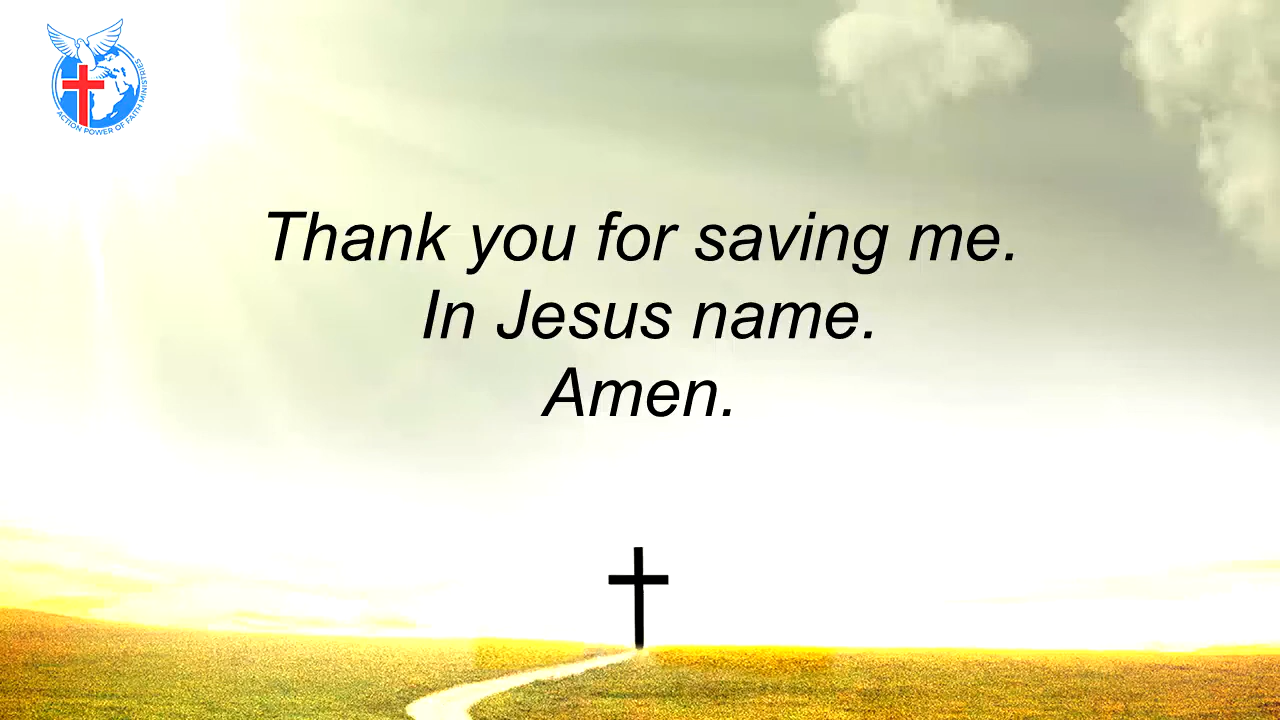 ACTION POWER OF FAITH MINISTRIES
Thank you for saving me.
In Jesus name.
Amen.